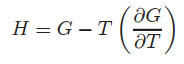 H = G − T (∂G/∂T)